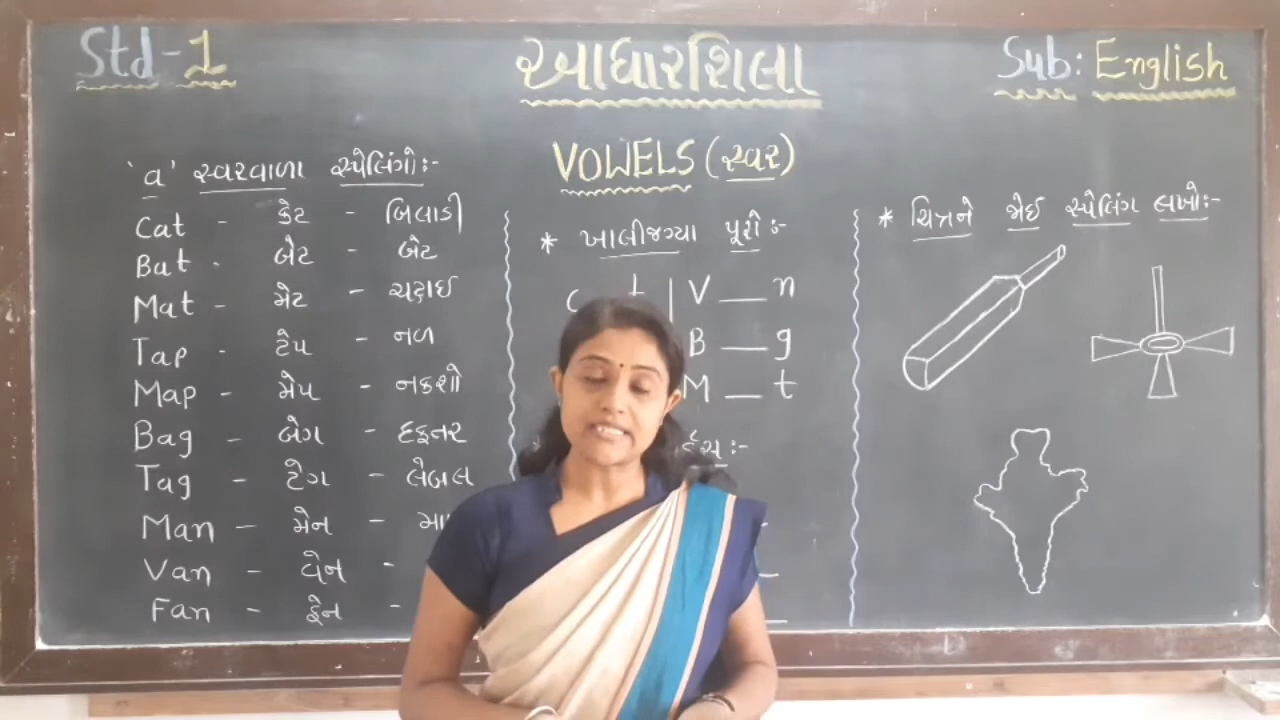 Std-1
આધારશિલા
Sub: English
VOWELS (સ્વર)
'a' સ્વરવાળા સ્પેલિંગો:-
Cat - કેટ - બિલાડી
Bat - બેટ - બેટ
Mat - મેટ - ચટાઈ
Tap - ટેપ - નળ
Map - મેપ - નકશો
Bag - બેગ - દફતર
Tag - ટેગ - લેબલ
Man - મેન -
Van - વેન -
Fan - ફેન -
* ખાલીજગ્યા પૂરો :-
V __ n
B __ g
M __ t
* ચિત્રને જોઈ સ્પેલિંગ લખો:-